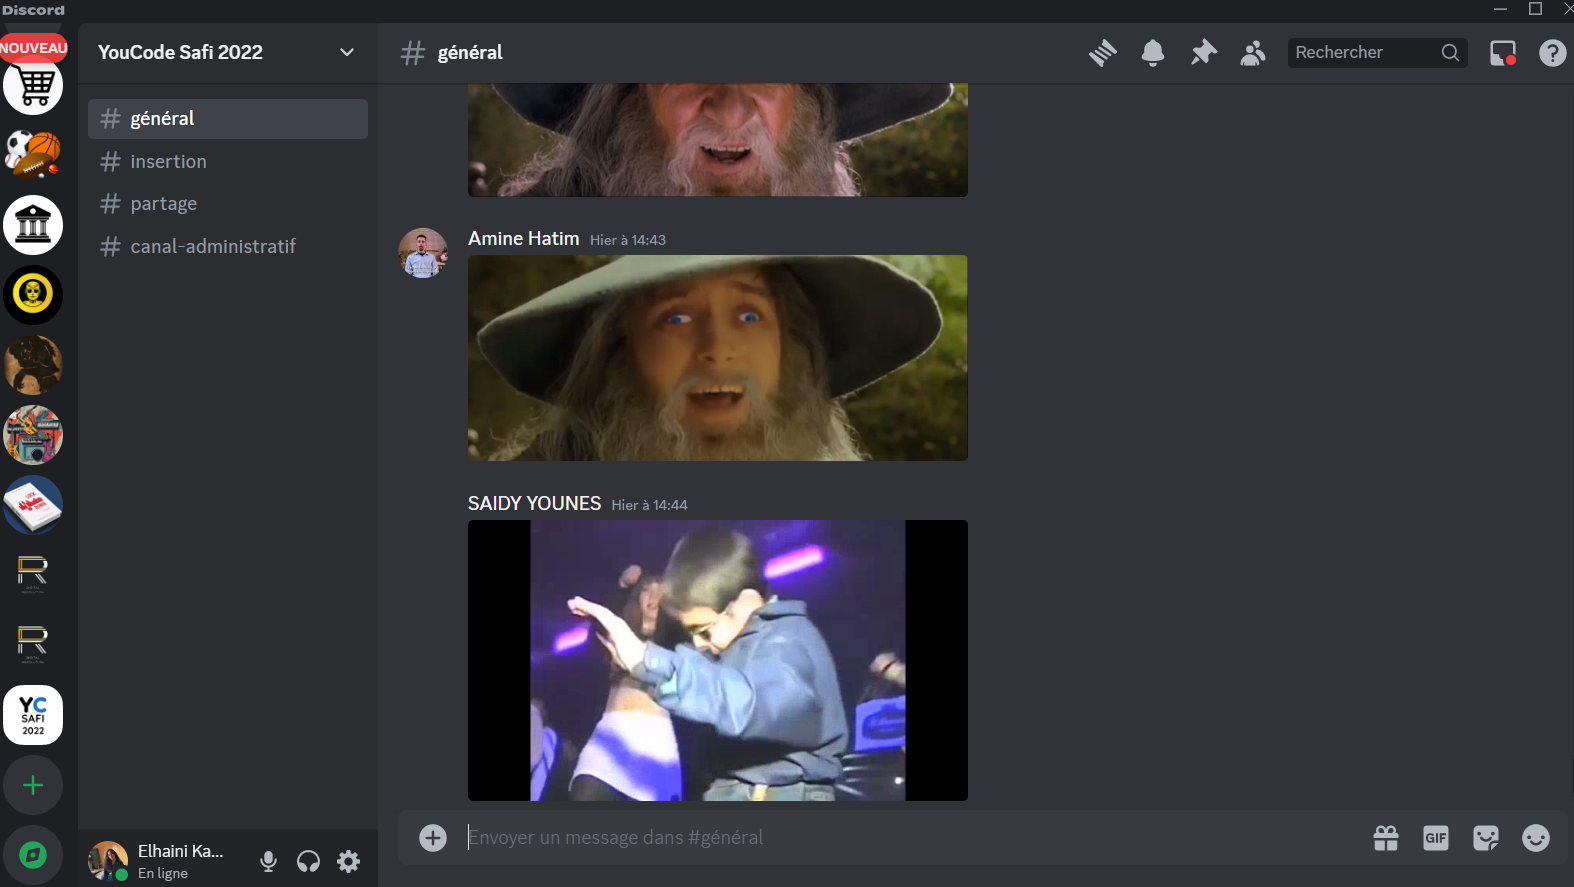 Discord
NOUVEAU
YC
SAFI
2022
YouCode Safi 2022
général
insertion
partage
canal-administratif
Elhaini Ka...
En ligne
général
Rechercher
Amine Hatim Hier à 14:43
SAIDY YOUNES Hier à 14:44
Envoyer un message dans #général
GIF